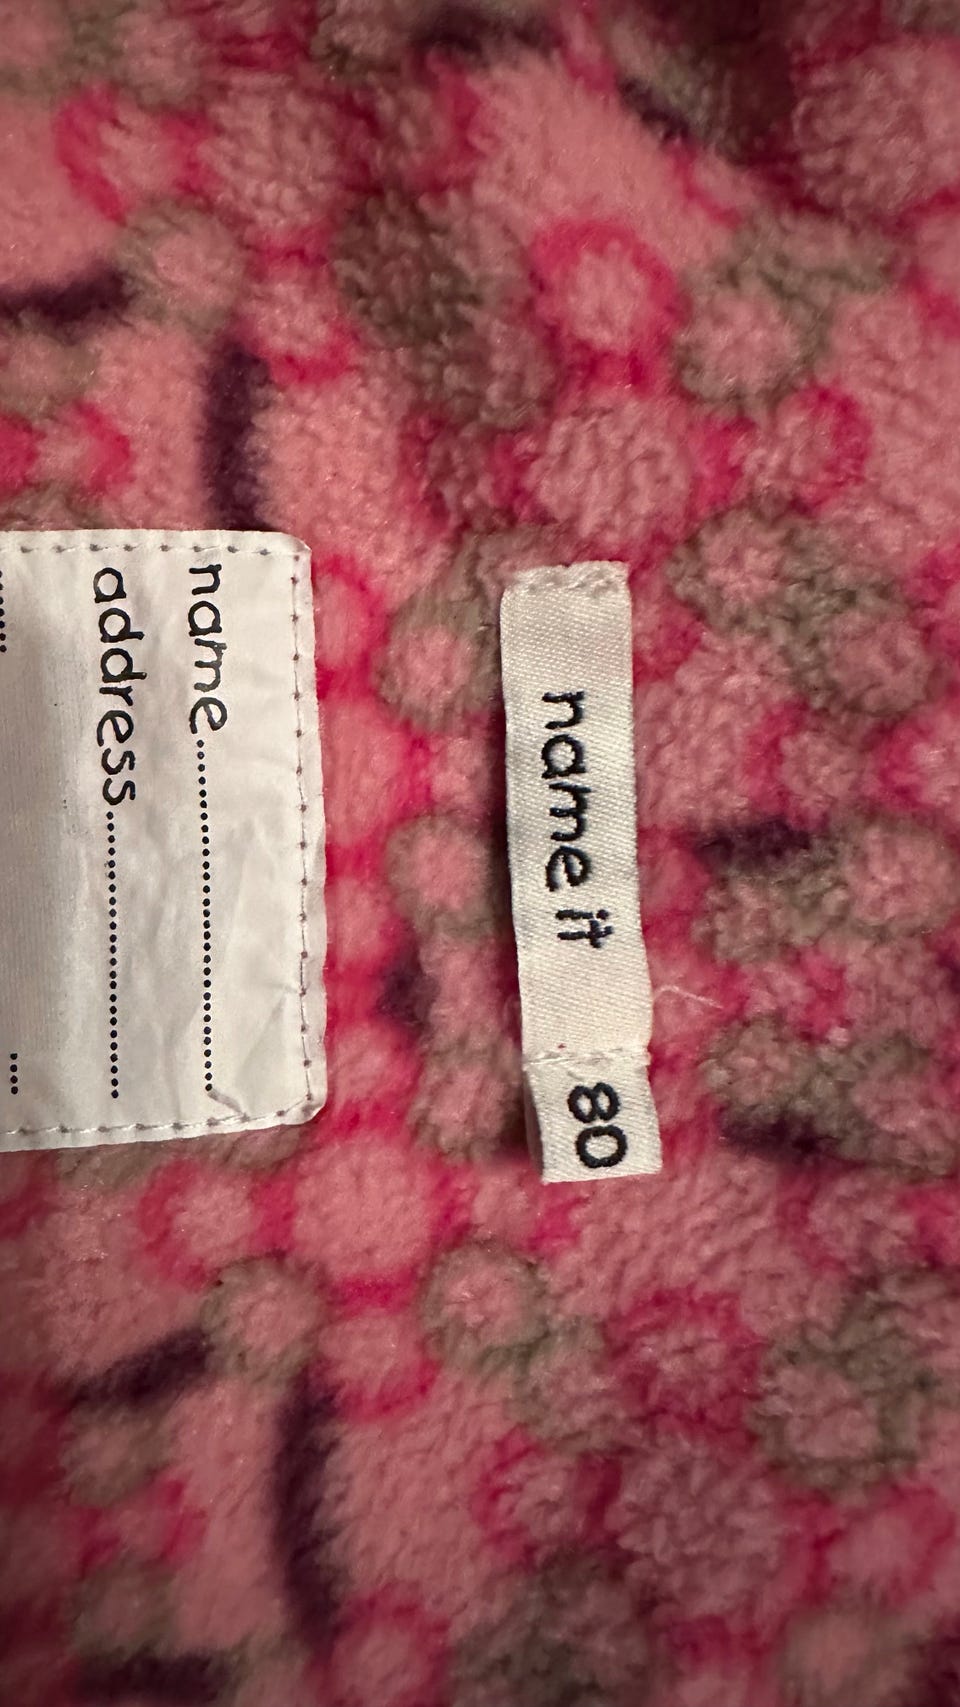 name..............................
address........................
name it
80